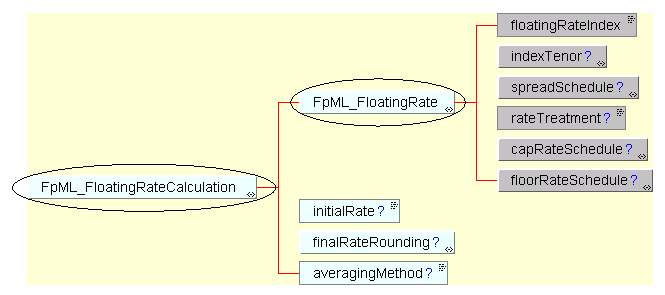 floatingRateIndex
indexTenor?
spreadSchedule?
FpML_FloatingRate
rateTreatment?
capRateSchedule?
floorRateSchedule?
FpML_FloatingRateCalculation
initialRate?
finalRateRounding?
averagingMethod?